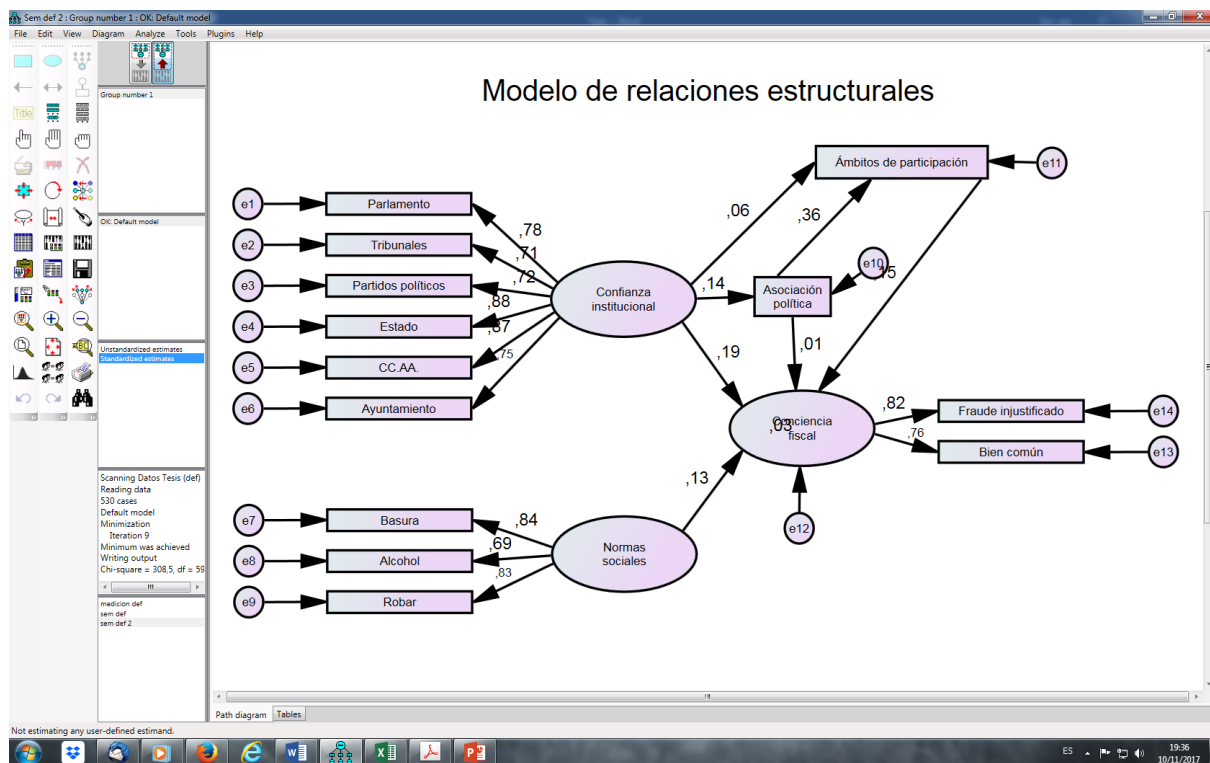 Sem def 2 : Group number 1 : OK: Default model
File Edit View Diagram Analyze Tools Plugins Help
Title
Group number 1
OK: Default model
Unstandardized estimates
Standardized estimates
Scanning Datos Tesis (def)
Reading data
530 cases
Default model
Minimization
Iteration 9
Minimum was achieved
Writing output
Chi-square = 308,5, df = 59
medicion def
sem def
sem def 2
Modelo de relaciones estructurales
Ámbitos de participación
e11
e1
Parlamento
,06
,36
,78
e2
Tribunales
,71
e10
,15
e3
Partidos políticos
,72
Confianza
institucional
,14
Asociación
política
,88
e4
Estado
,87
,01
,75
,19
e5
CC.AA.
e6
Ayuntamiento
,82
Fraude injustificado
e14
Conciencia
fiscal
,03
,76
Bien común
e13
,13
e7
Basura
,84
e12
,69
e8
Alcohol
Normas
sociales
,83
e9
Robar
Path diagram Tables
Not estimating any user-defined estimand.
ES
19:36
10/11/2017